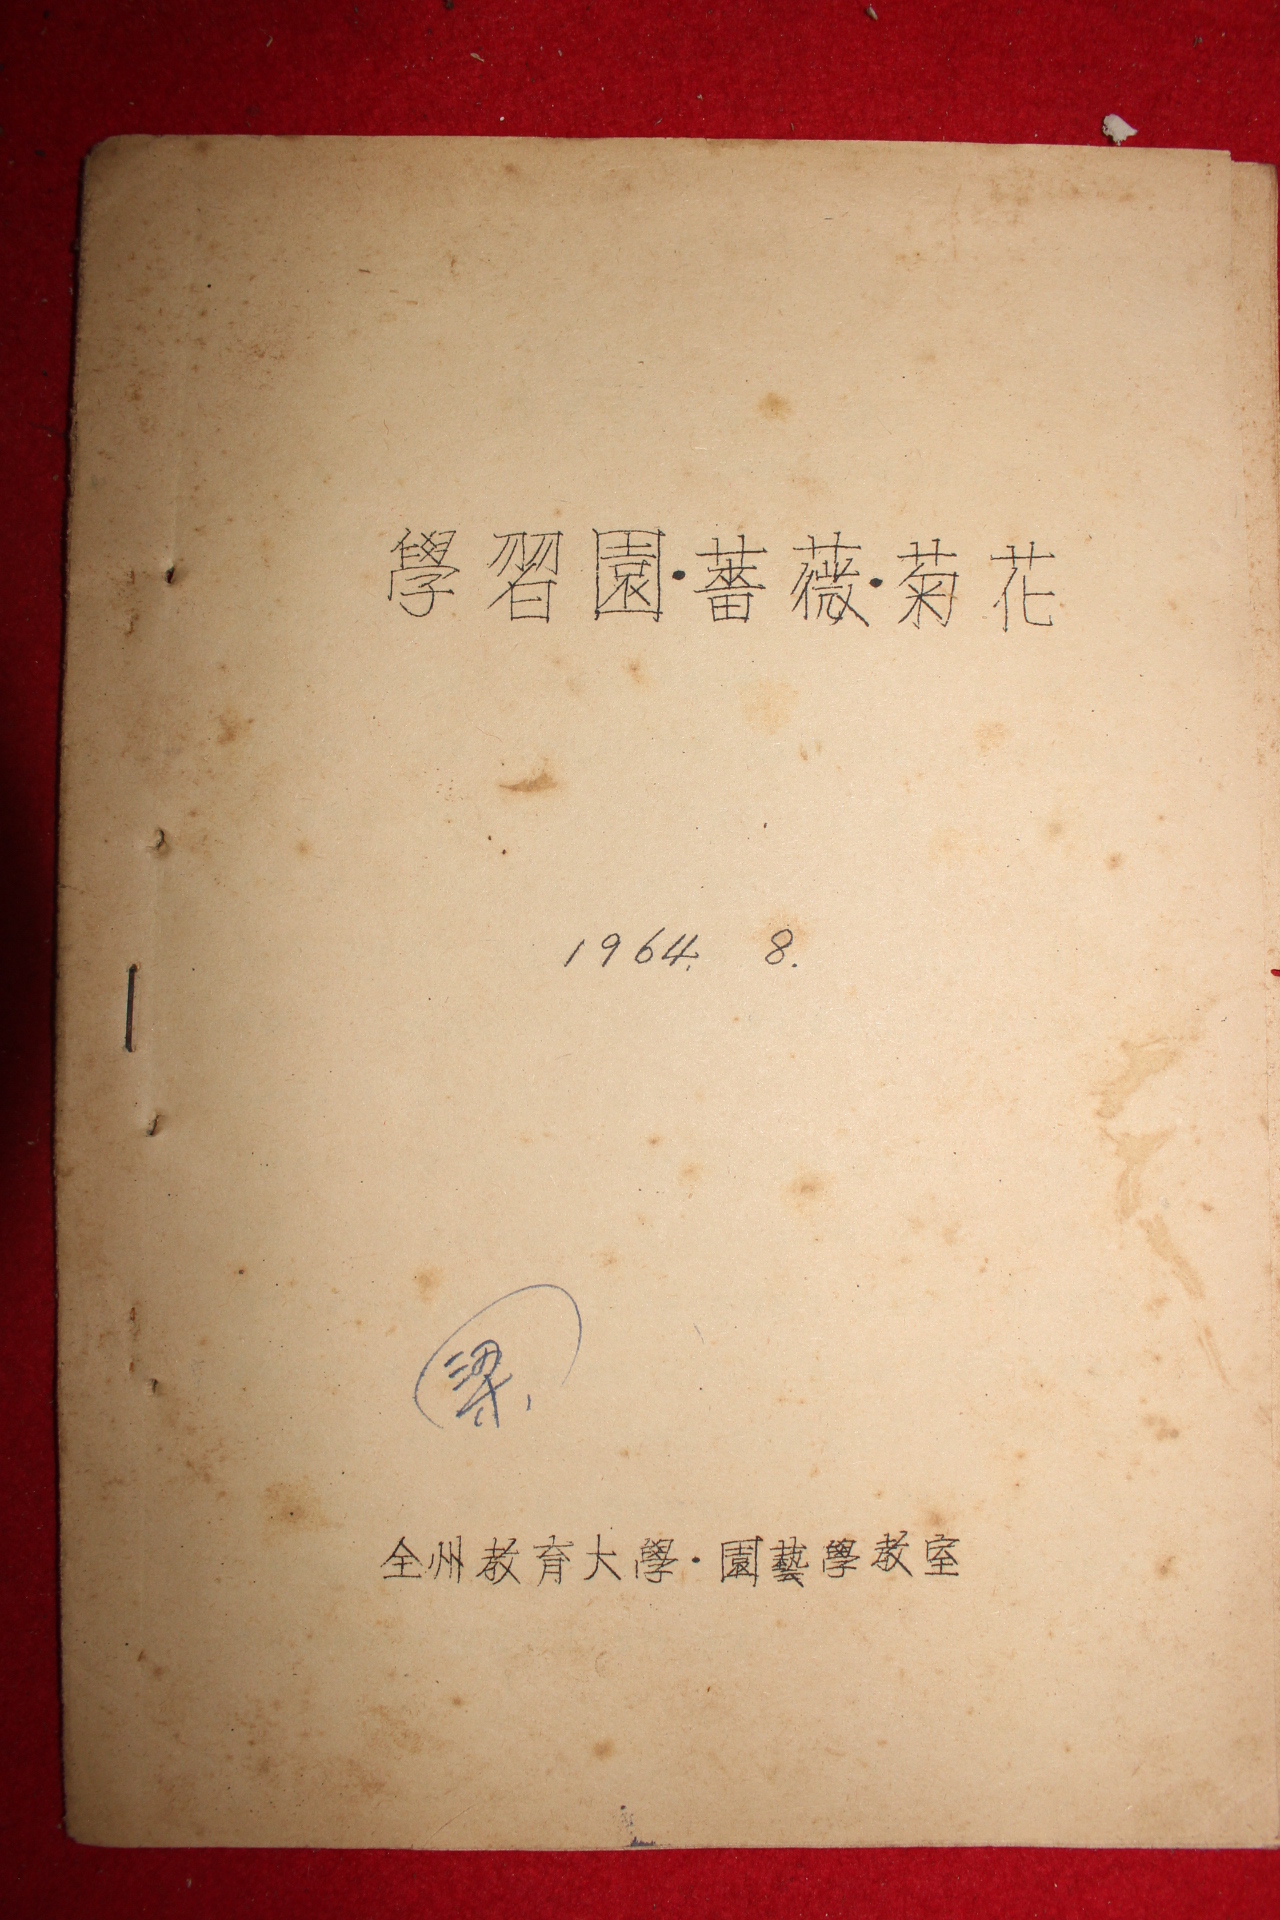 學習園·薔薇·菊花
1964. 8.
梁
全州教育大學·園藝學教室